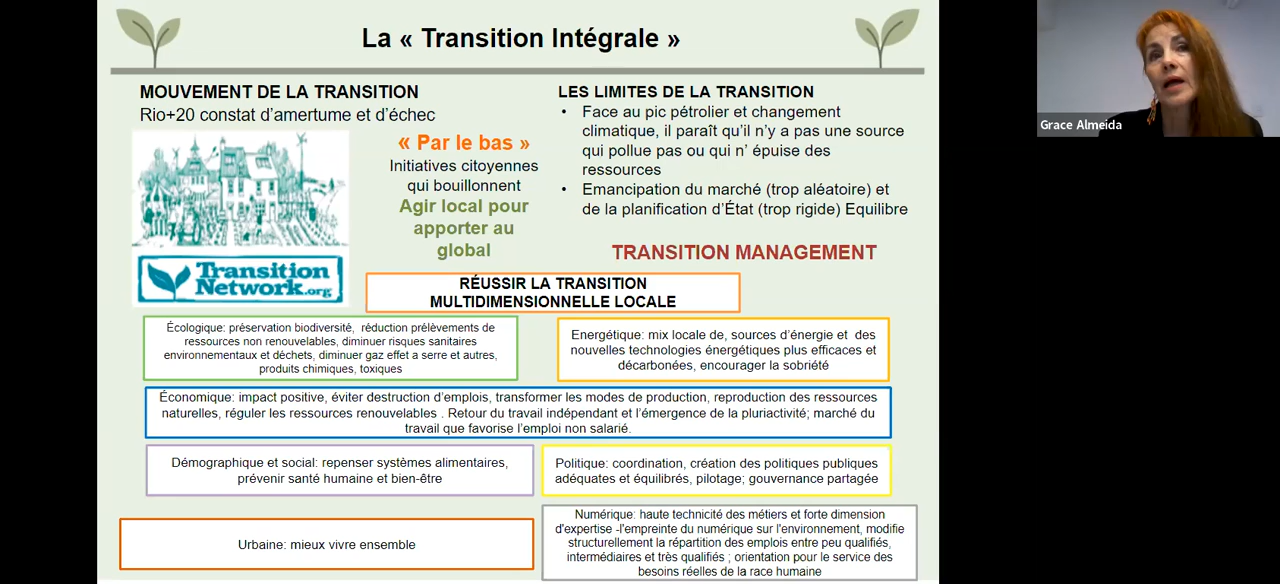 La « Transition Intégrale »
MOUVEMENT DE LA TRANSITION
Rio+20 constat d'amertume et d'échec
« Par le bas »
Initiatives citoyennes
qui bouillonnent
Agir local pour
apporter au
global
Transition
Network.org
LES LIMITES DE LA TRANSITION
• Face au pic pétrolier et changement
climatique, il paraît qu'il n'y a pas une source
qui pollue pas ou qui n' épuise des
ressources
• Emancipation du marché (trop aléatoire) et
de la planification d'État (trop rigide) Equilibre
TRANSITION MANAGEMENT
RÉUSSIR LA TRANSITION
MULTIDIMENSIONNELLE LOCALE
Écologique: préservation biodiversité, réduction prélèvements de
ressources non renouvelables, diminuer risques sanitaires
environnementaux et déchets, diminuer gaz effet a serre et autres,
produits chimiques, toxiques
Energétique: mix locale de, sources d'énergie et des
nouvelles technologies énergétiques plus efficaces et
décarbonées, encourager la sobriété
Économique: impact positive, éviter destruction d'emplois, transformer les modes de production, reproduction des ressources
naturelles, réguler les ressources renouvelables . Retour du travail indépendant et l'émergence de la pluriactivité; marché du
travail que favorise l'emploi non salarié.
Démographique et social: repenser systèmes alimentaires,
prévenir santé humaine et bien-être
Politique: coordination, création des politiques publiques
adéquates et équilibrés, pilotage; gouvernance partagée
Urbaine: mieux vivre ensemble
Numérique: haute technicité des métiers et forte dimension
d'expertise -l'empreinte du numérique sur l'environnement, modifie
structurellement la répartition des emplois entre peu qualifiés,
intermédiaires et très qualifiés ; orientation pour le service des
besoins réelles de la race humaine
Grace Almeida